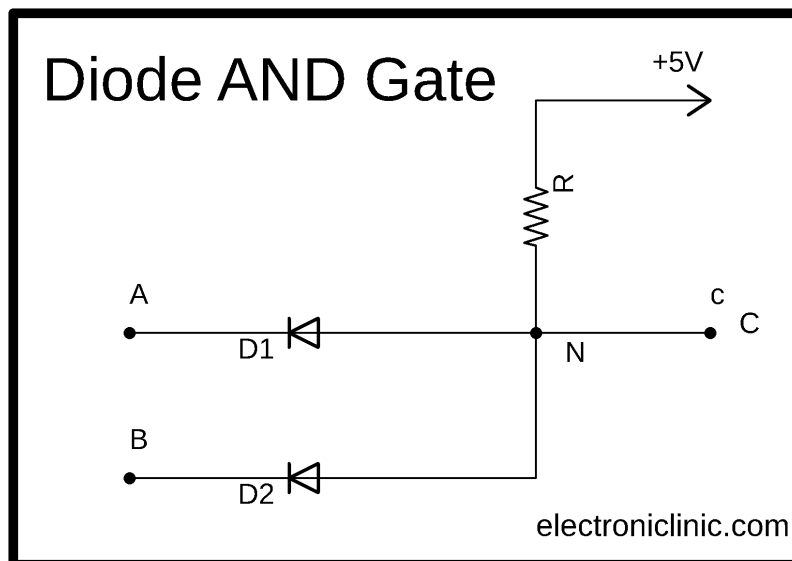 Diode AND Gate
+5V
R
A
c
C
D1
N
B
D2
electroniclinic.com